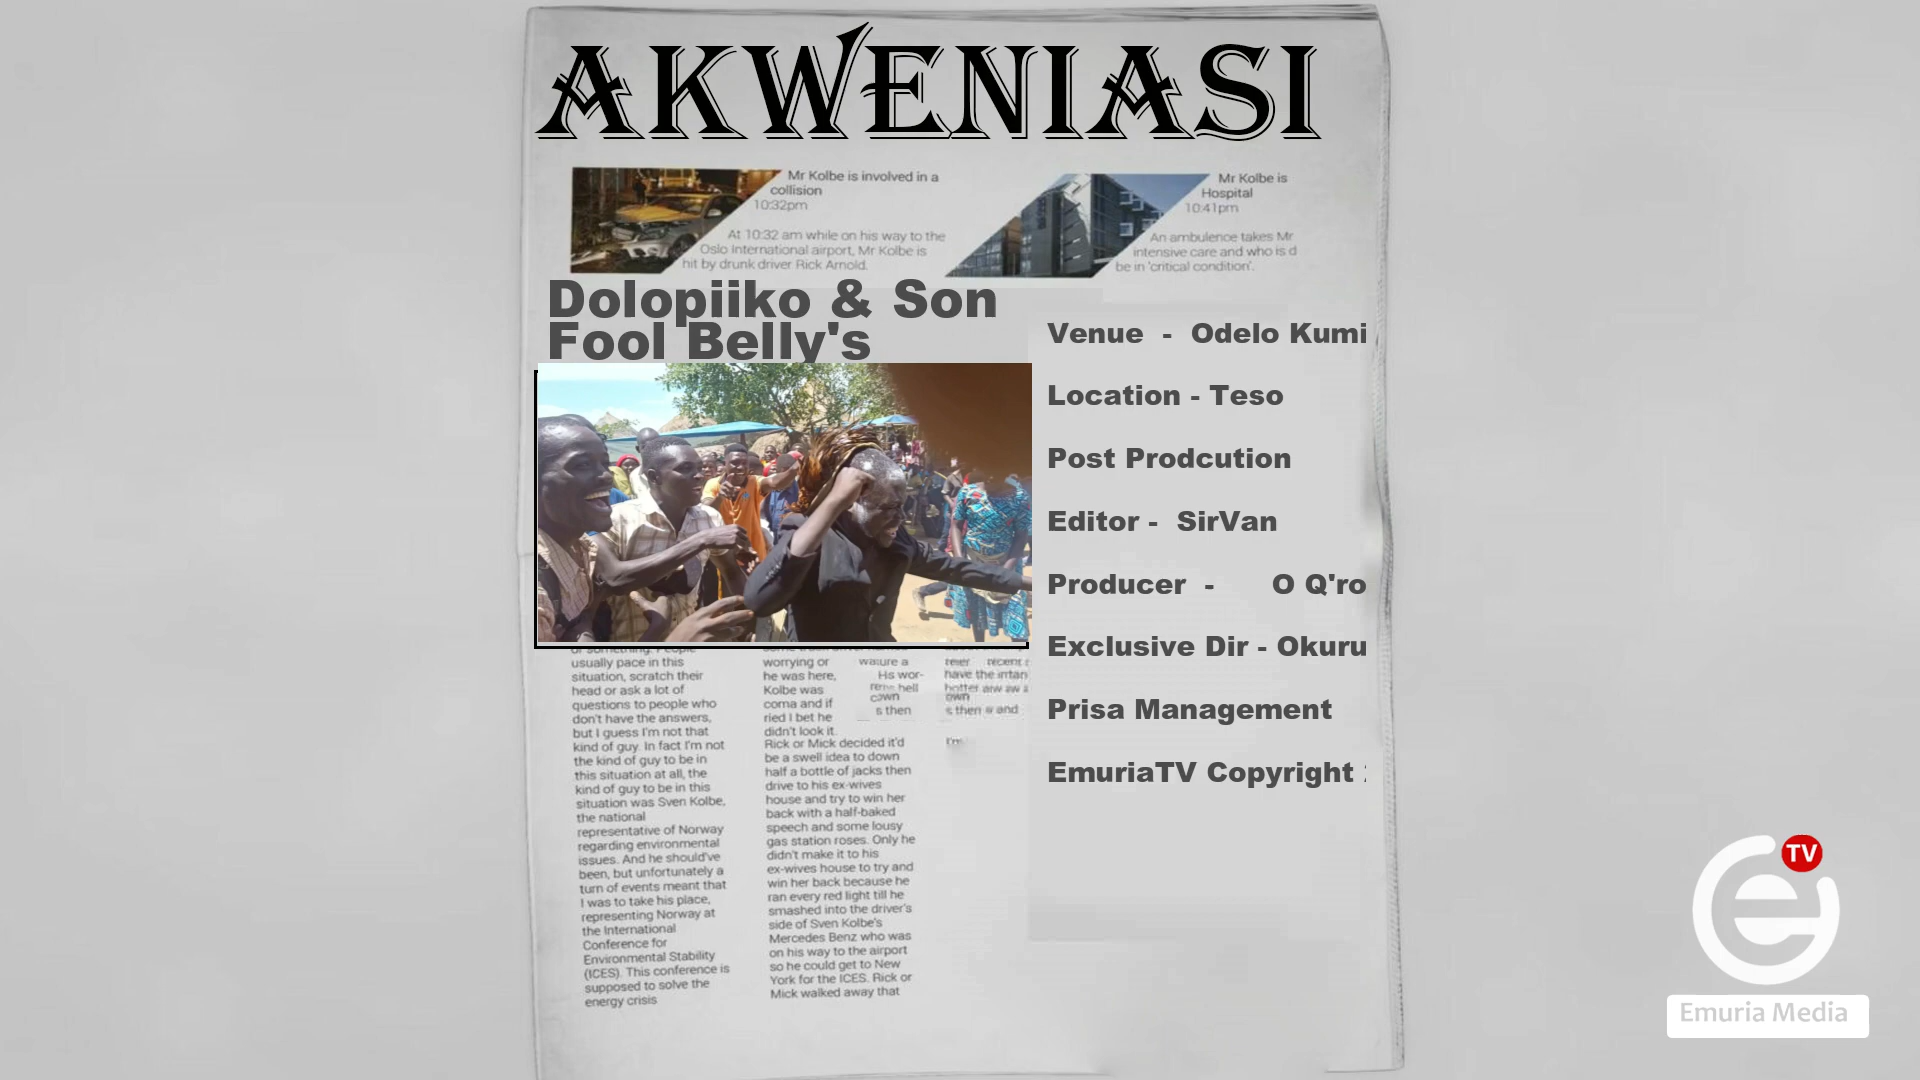 AKWENIASI
Mr Kolbe is involved in a
collision
10:32pm
At 10:32 am while on his way to the
Oslo International airport, Mr Kolbe is
hit by drunk driver Rick Arnold.
Mr Kolbe is
Hospital
10:41pm
An ambulance takes Mr
intensive care and who is d
be in 'critical condition'.
Dolopiiko & Son
Fool Belly's
Venue - Odelo Kumi
Location - Teso
Post Prodcution
Editor - SirVan
Producer - O Q'ro
Exclusive Dir - Okuru
Prisa Management
EmuriaTV Copyright
or something. People
usually pace in this
situation, scratch their
head or ask a lot of
questions to people who
don't have the answers,
but I guess I'm not that
kind of guy. In fact I'm not
the kind of guy to be in
this situation at all, the
kind of guy to be in this
situation was Sven Kolbe,
the national
representative of Norway
regarding environmental
issues. And he should've
been, but unfortunately a
turn of events meant that
I was to take his place,
representing Norway at
the International
Conference for
Environmental Stability
(ICES). This conference is
supposed to solve the
energy crisis
worrying or
he was here,
Kolbe was
coma and if
ried I bet he
didn't look it.
Rick or Mick decided it'd
be a swell idea to down
half a bottle of jacks then
drive to his ex-wives
house and try to win her
back with a half-baked
speech and some lousy
gas station roses. Only he
didn't make it to his
ex-wives house to try and
win her back because he
ran every red light till he
smashed into the driver's
side of Sven Kolbe's
Mercedes Benz who was
on his way to the airport
so he could get to New
York for the ICES. Rick or
Mick walked away that
His wor-
hell
s then
recent
have the
own
s then and
I'm
TV
e
Emuria Media